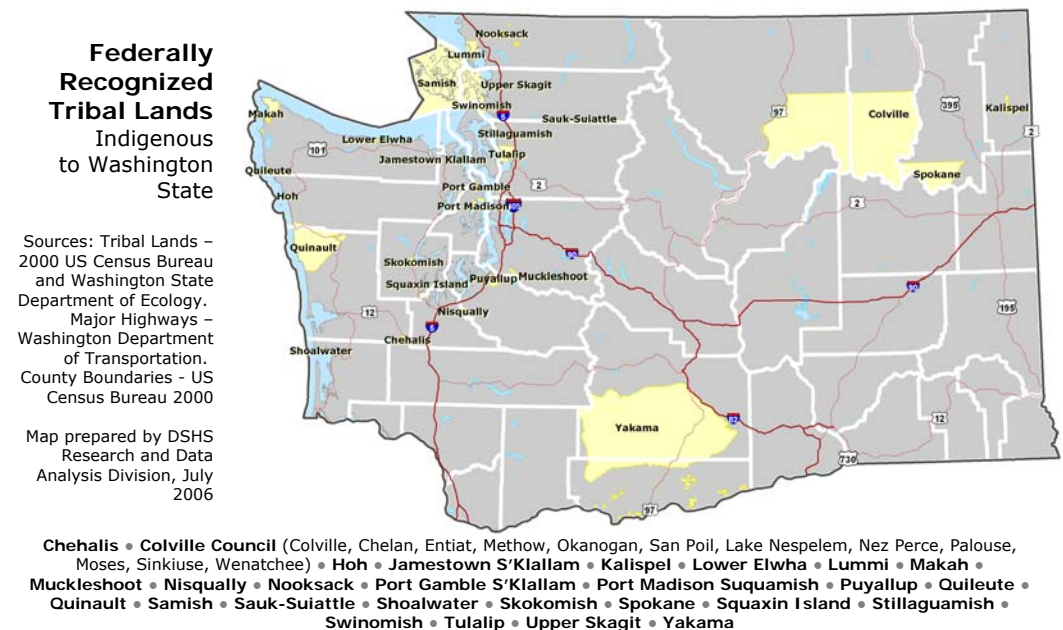 Federally
Recognized
Tribal Lands
Indigenous
to Washington
State
Sources: Tribal Lands –
2000 US Census Bureau
and Washington State
Department of Ecology.
Major Highways –
Washington Department
of Transportation.
County Boundaries - US
Census Bureau 2000
Map prepared by DSHS
Research and Data
Analysis Division, July
2006
Nooksack
Lummi
Samish
Upper Skagit
Swinomish
5
Sauk-Suiattle
97
Colville
395
Kalispel
2
Makah
Lower Elwha
Stillaguamish
101
Jamestown Klallam
Tulalip
Quileute
Spokane
Port Gamble
2
Hoh
Port Madison
405
2
Quinault
90
Skokomish
Puyallup
Muckleshoot
Squaxin Island
90
12
Nisqually
195
5
Chehalis
Shoalwater
Yakama
82
12
730
97
Chehalis ● Colville Council (Colville, Chelan, Entiat, Methow, Okanogan, San Poil, Lake Nespelem, Nez Perce, Palouse,
Moses, Sinkiuse, Wenatchee) ● Hoh ● Jamestown S’Klallam ● Kalispel ● Lower Elwha ● Lummi ● Makah ●
Muckleshoot ● Nisqually ● Nooksack ● Port Gamble S’Klallam ● Port Madison Suquamish ● Puyallup ● Quileute ●
Quinault ● Samish ● Sauk-Suiattle ● Shoalwater ● Skokomish ● Spokane ● Squaxin Island ● Stillaguamish ●
Swinomish ● Tulalip ● Upper Skagit ● Yakama